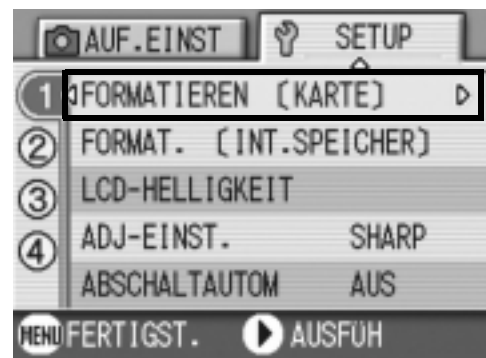 AUF.EINST SETUP
1 FORMATIEREN [KARTE]
2 FORMAT. [INT.SPEICHER]
3 LCD-HELLIGKEIT
4 ADJ-EINST. SHARP
ABSCHALTAUTOM AUS
MENU FERTIGST. AUSFÜH